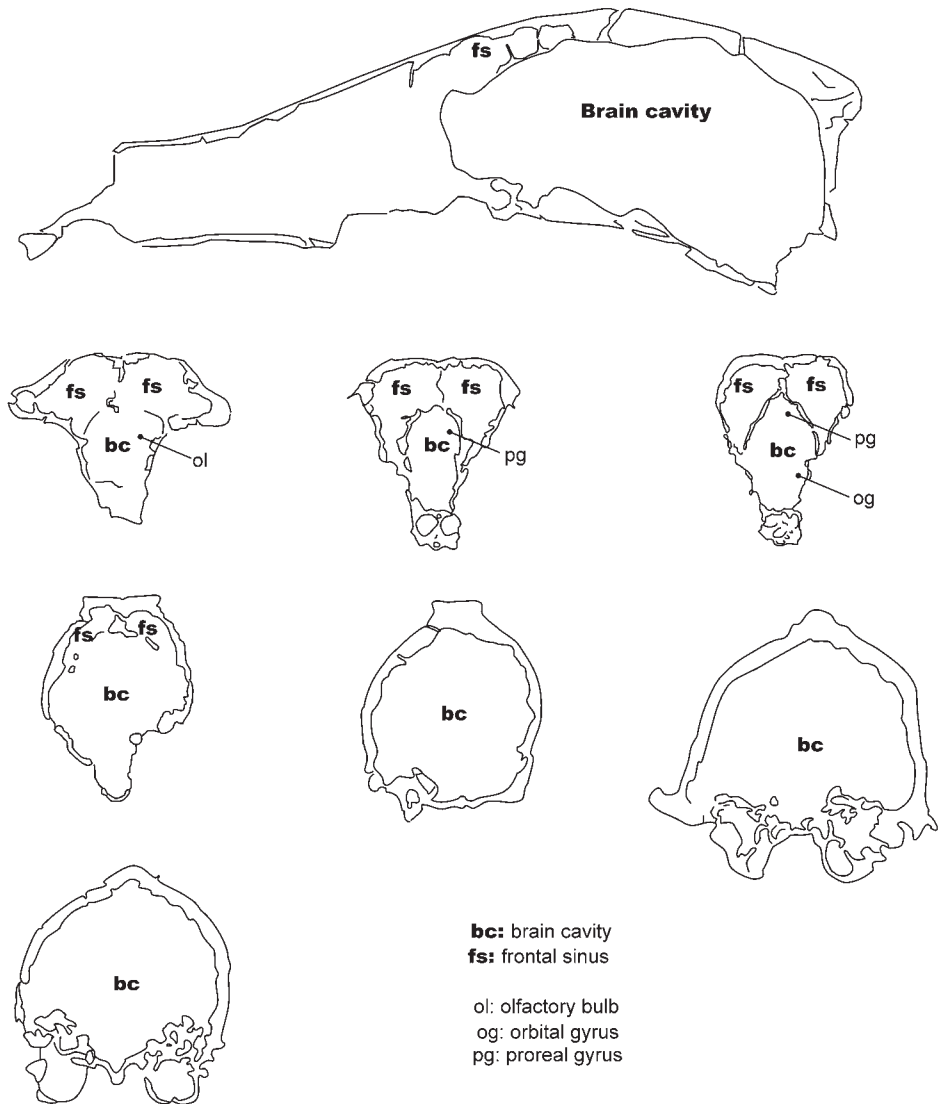 fs
Brain cavity
fs fs
bc
ol
fs fs
bc
pg
fs fs
pg
bc
og
fs fs
bc
bc
bc
bc
bc: brain cavity
fs: frontal sinus
ol: olfactory bulb
og: orbital gyrus
pg: proreal gyrus